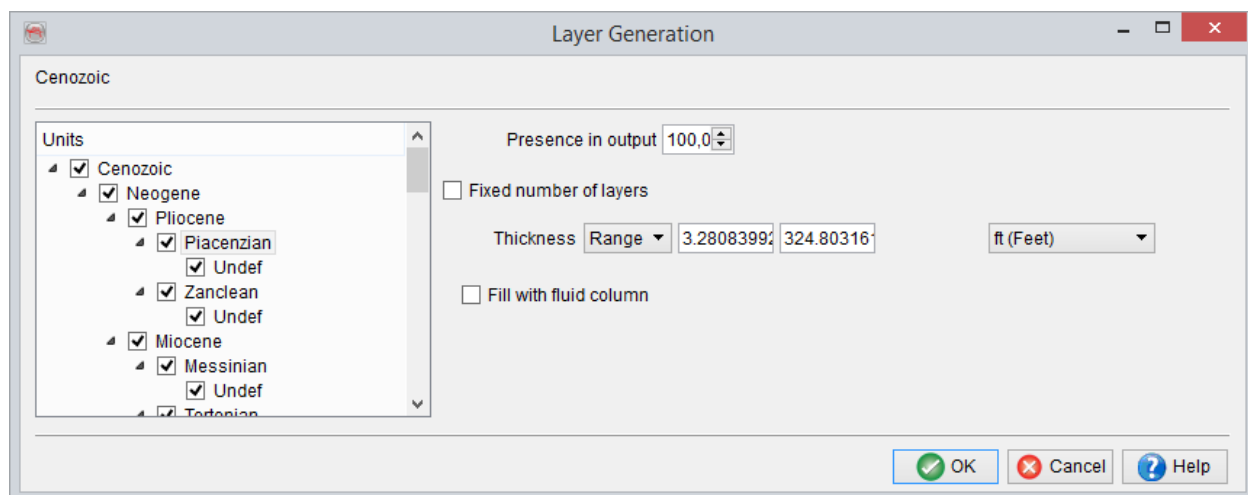 Layer Generation
Cenozoic
Units
Cenozoic
Neogene
Pliocene
Piacenzian
Undef
Zanclean
Undef
Miocene
Messinian
Undef
Tortonian
Presence in output 100,0
Fixed number of layers
Thickness Range 3.28083992 324.80316 ft (Feet)
Fill with fluid column
OK Cancel Help